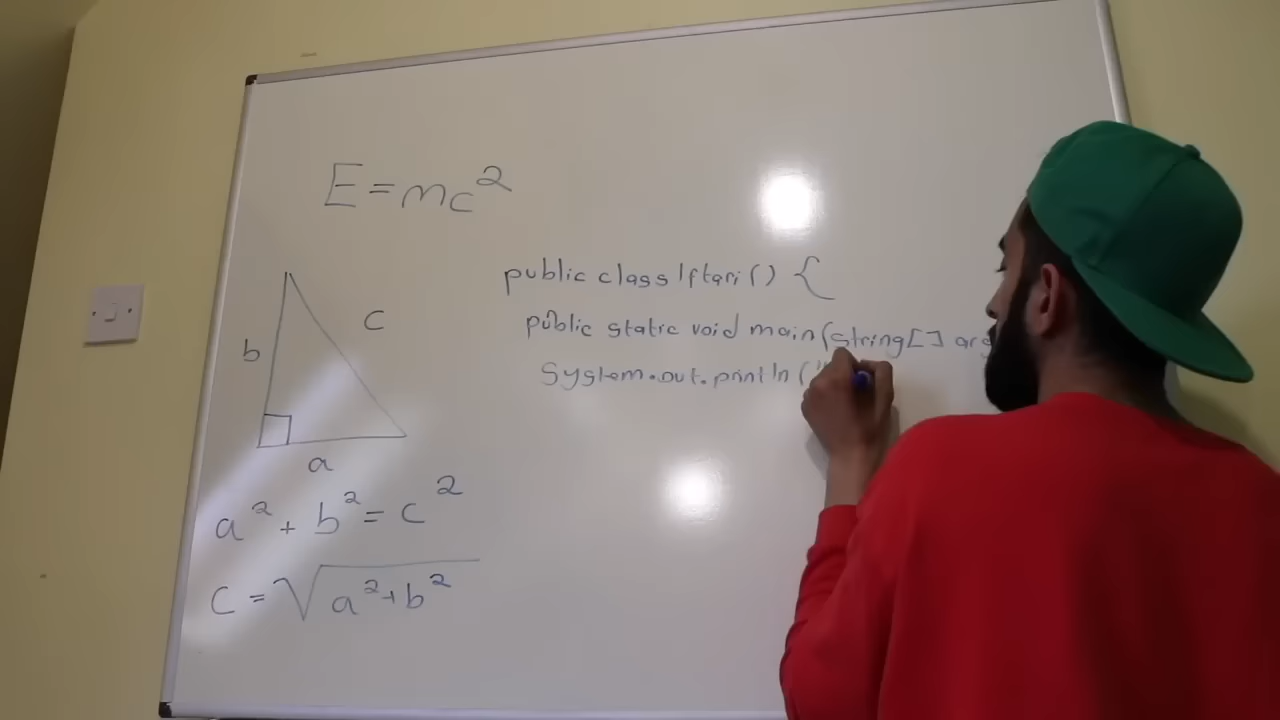 E=mc²
public class Iftari() {
public static void main(string[] arg
System.out.println("
b
c
a
a² + b² = c²
c = √a²+b²